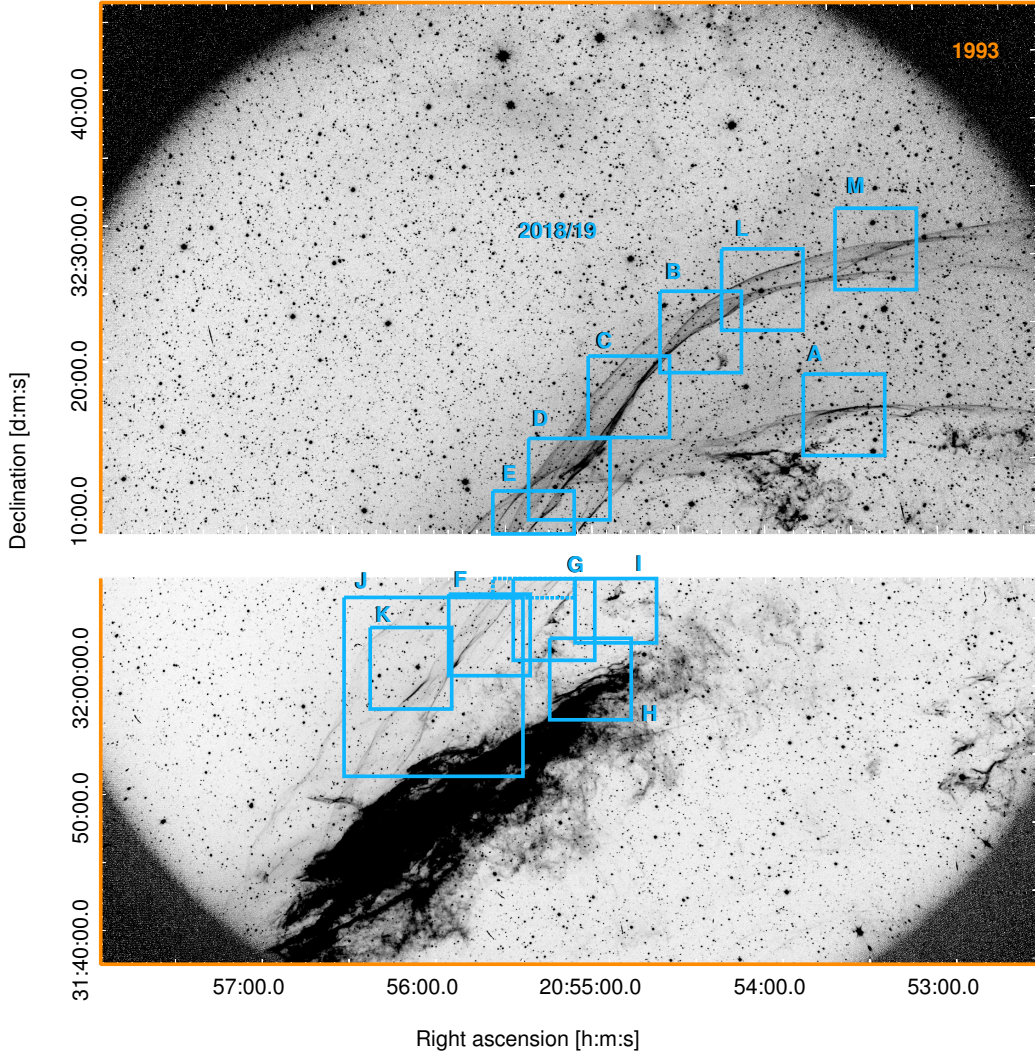 1993
40:00.0
M
32:30:00.0
2018/19
L
B
C
A
20:00.0
D
E
10:00.0
Declination [d:m:s]
J
F
G
I
K
32:00:00.0
H
50:00.0
31:40:00.0
57:00.0
56:00.0
20:55:00.0
54:00.0
53:00.0
Right ascension [h:m:s]